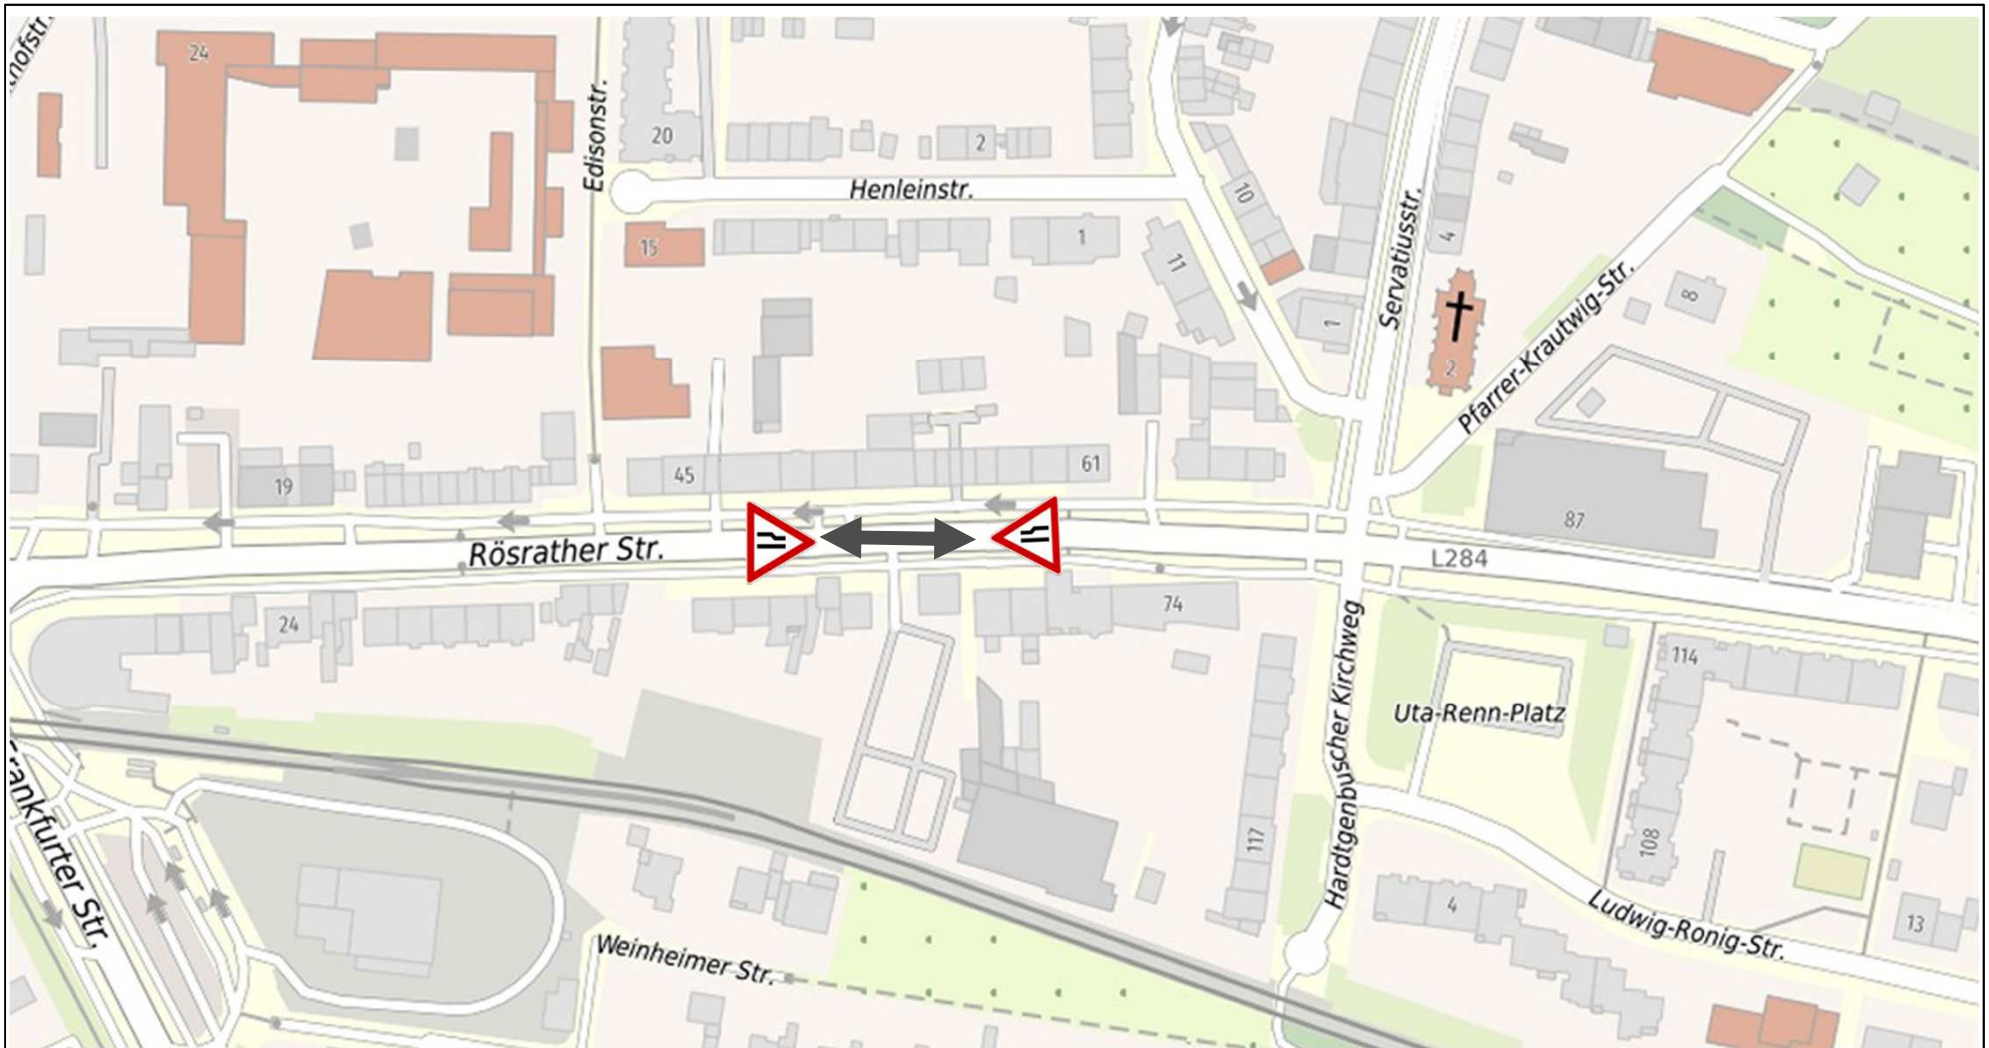 24
Edisonstr.
20
2
Henleinstr.
10
4
15
1
11
Servatiusstr.
1
8
2
Pfarrer-Krautwig-Str.
45
61
19
87
Rösrather Str.
L284
24
74
114
Hardtgenbuscher Kirchweg
Uta-Renn-Platz
117
108
4
13
Ludwig-Ronig-Str.
Weinheimer Str.